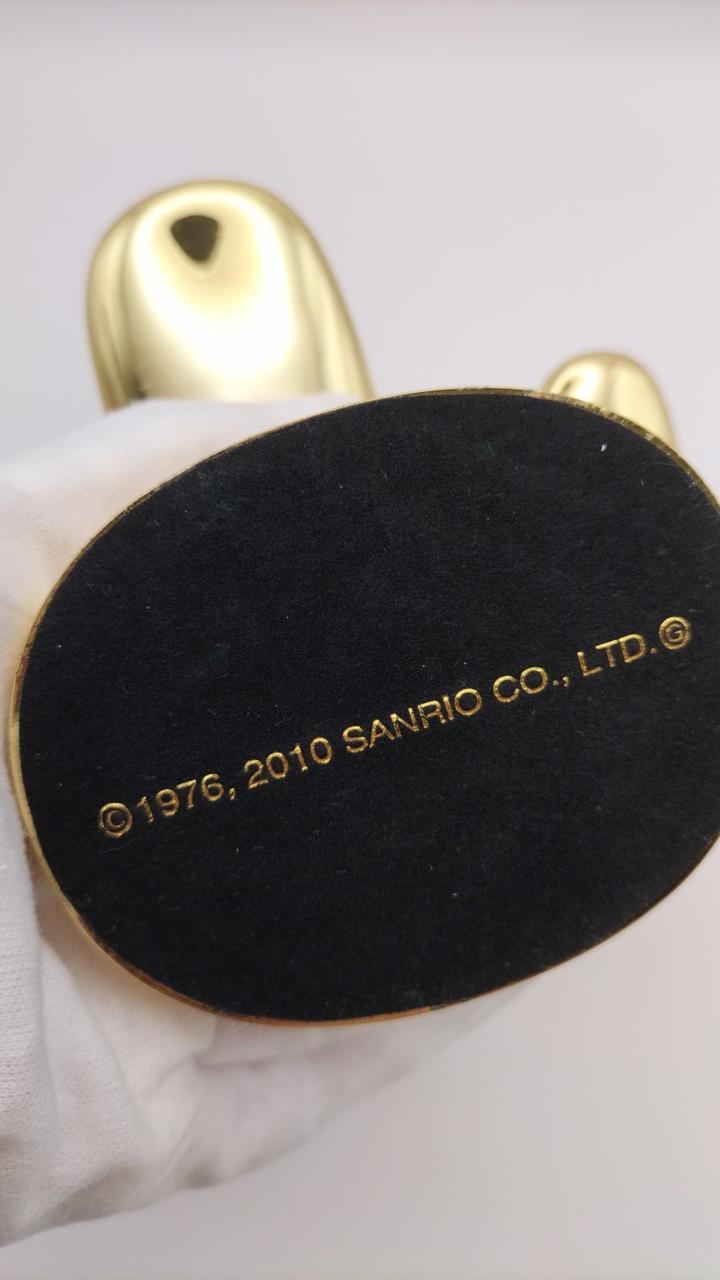 ©1976, 2010 SANRIO CO., LTD.Ⓖ